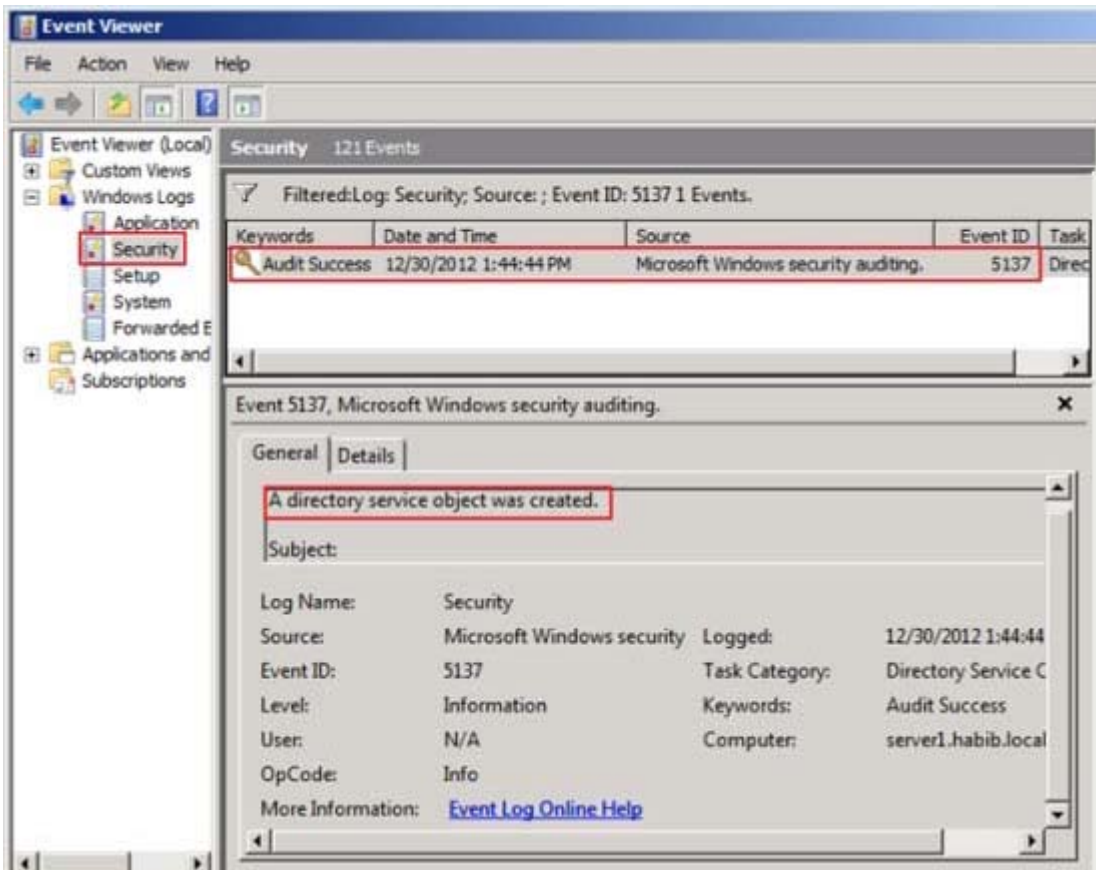 Event Viewer
File Action View Help
Event Viewer (Local)
Custom Views
Windows Logs
Application
Security
Setup
System
Forwarded E
Applications and
Subscriptions
Security 121 Events
Filtered:Log: Security; Source: ; Event ID: 5137 1 Events.
Keywords Date and Time Source Event ID Task
Audit Success 12/30/2012 1:44:44 PM Microsoft Windows security auditing. 5137 Direc
Event 5137, Microsoft Windows security auditing.
General Details
A directory service object was created.
Subject:
Log Name: Security
Source: Microsoft Windows security Logged: 12/30/2012 1:44:44
Event ID: 5137 Task Category: Directory Service C
Level: Information Keywords: Audit Success
User: N/A Computer: server1.habib.local
OpCode: Info
More Information: Event Log Online Help